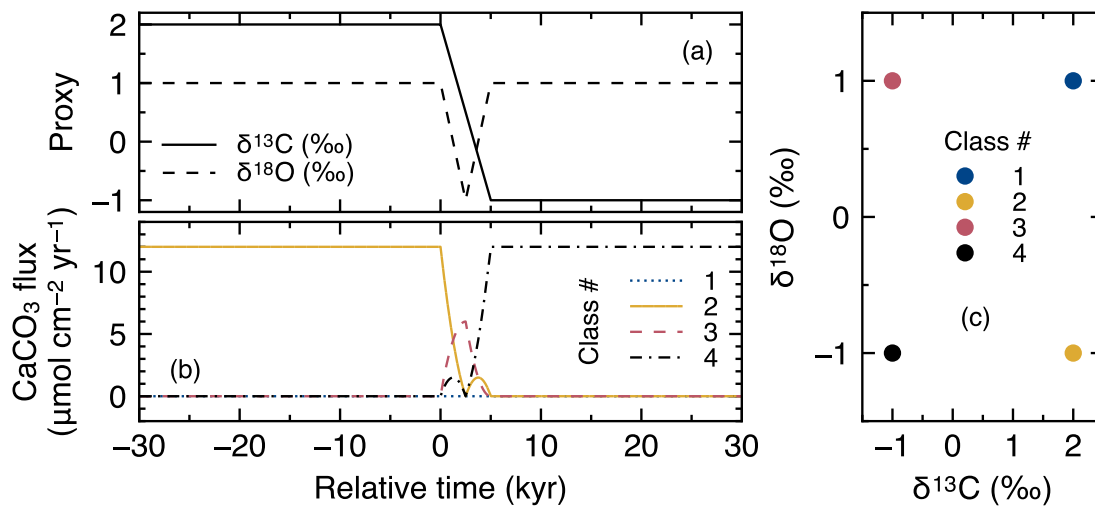 2
1
0
−1
Proxy
(a)
δ¹³C (‰)
δ¹⁸O (‰)
10
5
0
CaCO₃ flux
(μmol cm⁻² yr⁻¹)
(b)
Class #
1
2
3
4
−30 −20 −10 0 10 20 30
Relative time (kyr)
1
0
−1
δ¹⁸O (‰)
Class #
1
2
3
4
(c)
−1 0 1 2
δ¹³C (‰)